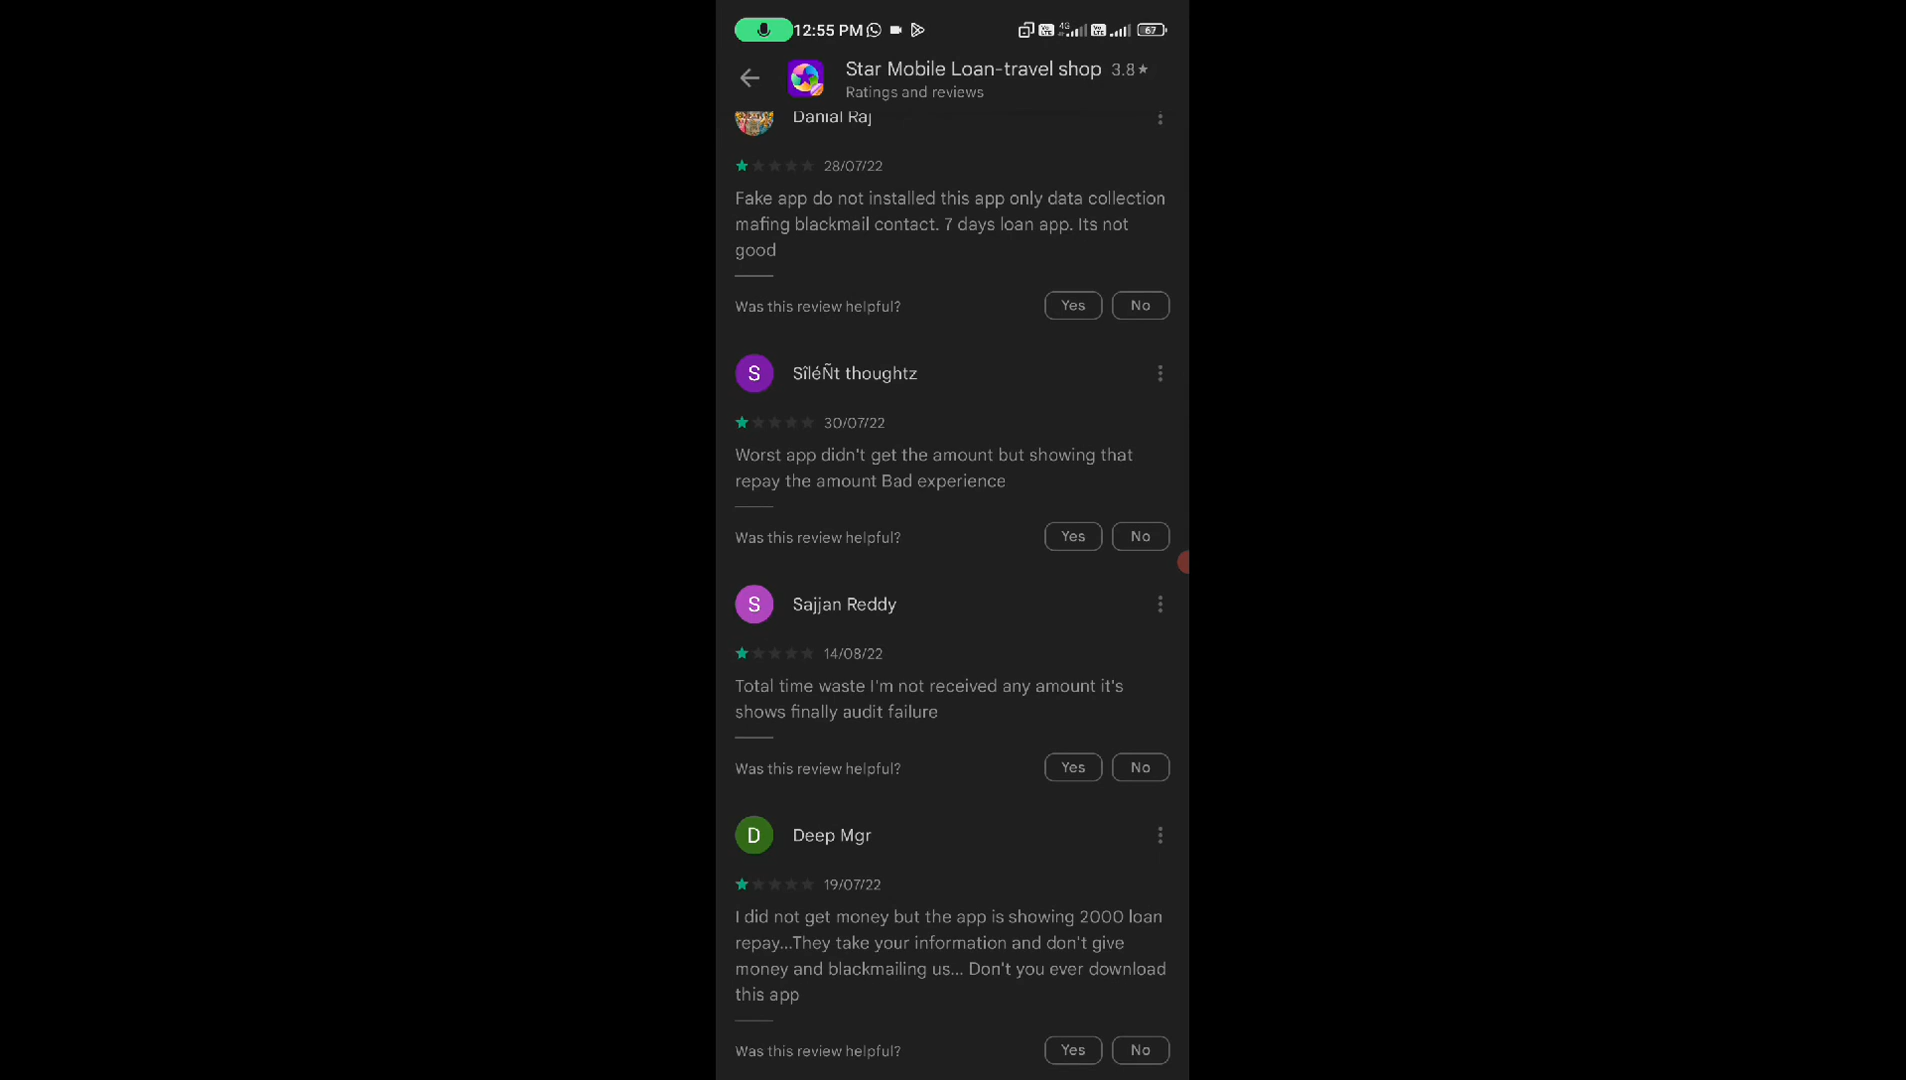 12:55 PM 4G 67
Star Mobile Loan-travel shop 3.8★
Ratings and reviews
Danial Raj
28/07/22
Fake app do not installed this app only data collection
mafing blackmail contact. 7 days loan app. Its not
good
Was this review helpful? Yes No
S SîléÑt thoughtz
30/07/22
Worst app didn't get the amount but showing that
repay the amount Bad experience
Was this review helpful? Yes No
S Sajjan Reddy
14/08/22
Total time waste I'm not received any amount it's
shows finally audit failure
Was this review helpful? Yes No
D Deep Mgr
19/07/22
I did not get money but the app is showing 2000 loan
repay...They take your information and don't give
money and blackmailing us... Don't you ever download
this app
Was this review helpful? Yes No